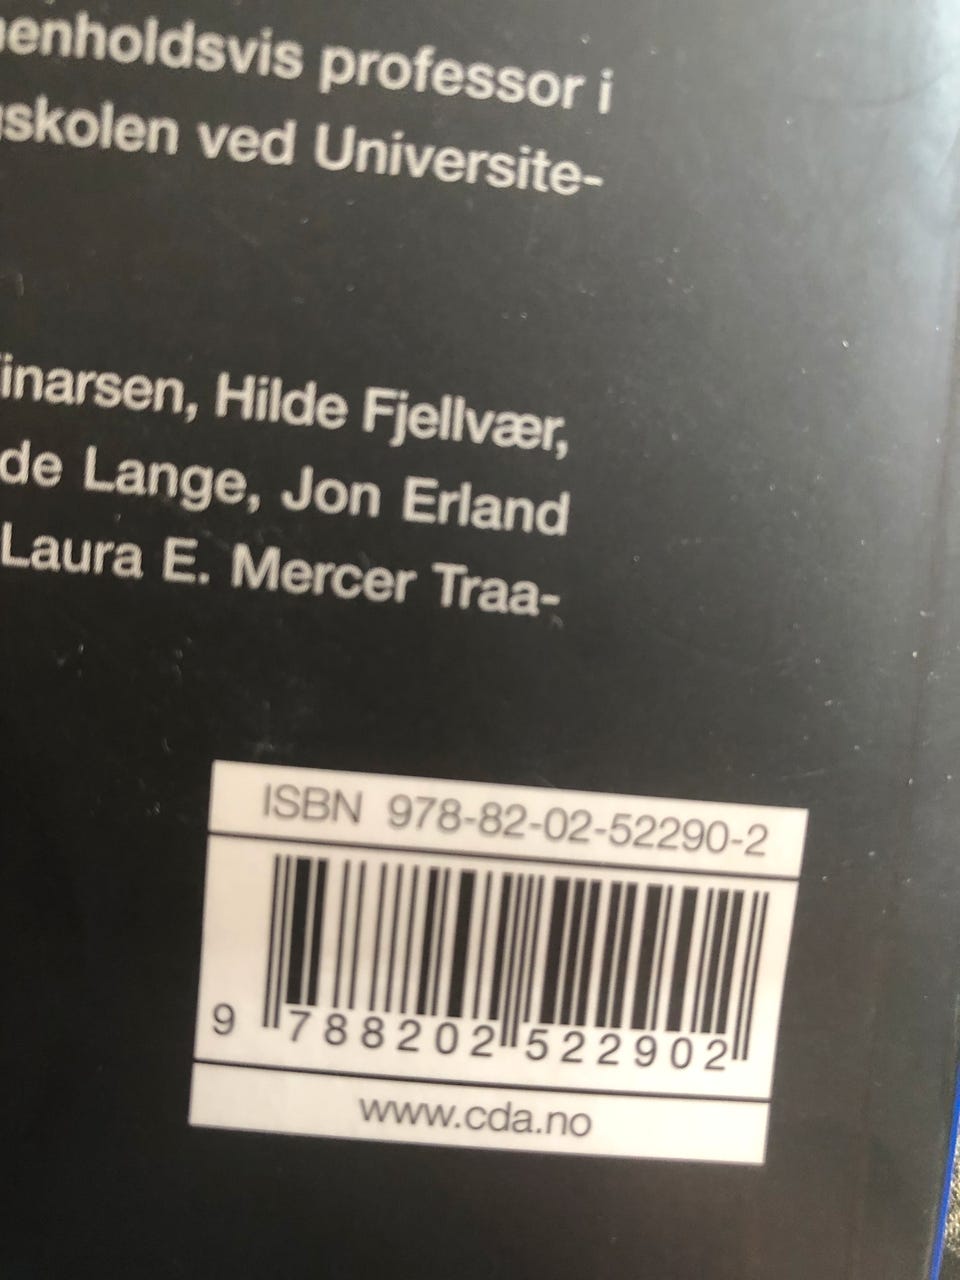 enholdsvis professor i
skolen ved Universite-
inarsen, Hilde Fjellvær,
de Lange, Jon Erland
Laura E. Mercer Traa-
ISBN 978-82-02-52290-2
9 788202 522902
www.cda.no